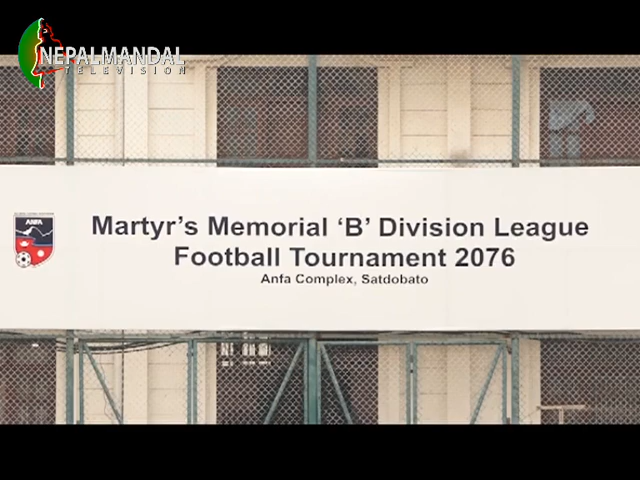 NEPALMANDAL
TELEVISION
ANFA
Martyr's Memorial ‘B’ Division League
Football Tournament 2076
Anfa Complex, Satdobato